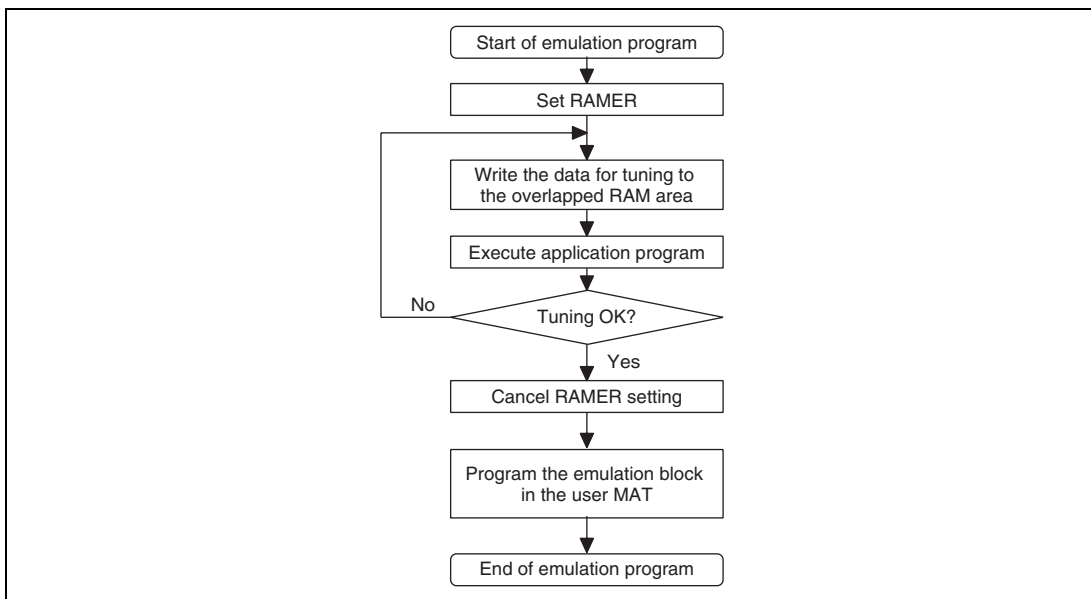 Start of emulation program
Set RAMER
Write the data for tuning to
the overlapped RAM area
Execute application program
No
Tuning OK?
Yes
Cancel RAMER setting
Program the emulation block
in the user MAT
End of emulation program